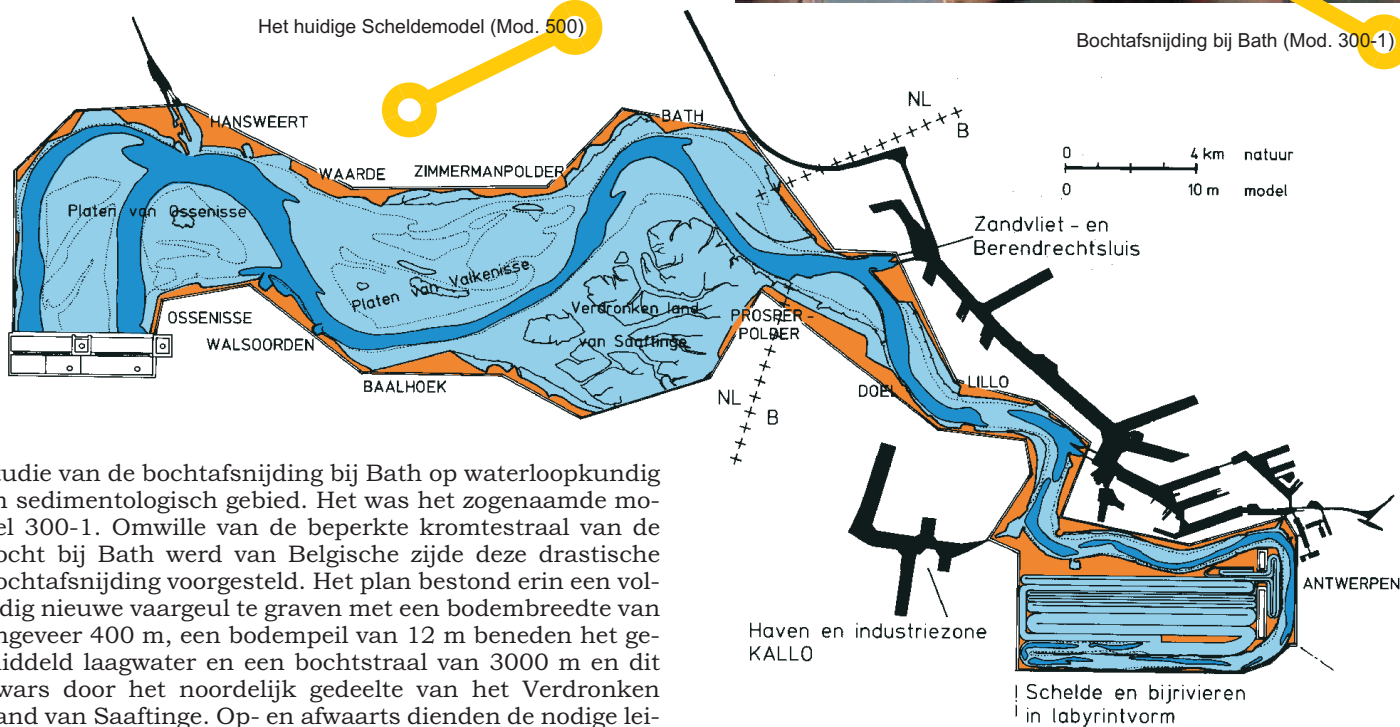 Het huidige Scheldemodel (Mod. 500)
Bochtafsnijding bij Bath (Mod. 300-1)
NL
B
HANSWEERT
BATH
WAARDE
ZIMMERMANPOLDER
0 4 km natuur
0 10 m model
Platen van Ossenisse
Zandvliet - en
Berendrechtsluis
Platen van Valkenisse
Verdronken land
van Saaftinge
PROSPER -
POLDER
OSSENISSE
WALSOORDEN
BAALHOEK
DOEL
LILLO
NL
B
ANTWERPEN
Haven en industriezone
KALLO
Schelde en bijrivieren
in labyrintvorm
tudie van de bochtafsnijding bij Bath op waterloopkundig
n sedimentologisch gebied. Het was het zogenaamde mo-
el 300-1. Omwille van de beperkte kromtestraal van de
ocht bij Bath werd van Belgische zijde deze drastische
ochtafsnijding voorgesteld. Het plan bestond erin een vol-
dig nieuwe vaargeul te graven met een bodembreedte van
ngeveer 400 m, een bodempeil van 12 m beneden het ge-
middeld laagwater en een bochtstraal van 3000 m en dit
wars door het noordelijk gedeelte van het Verdronken
and van Saaftinge. Op- en afwaarts dienden de nodige lei-